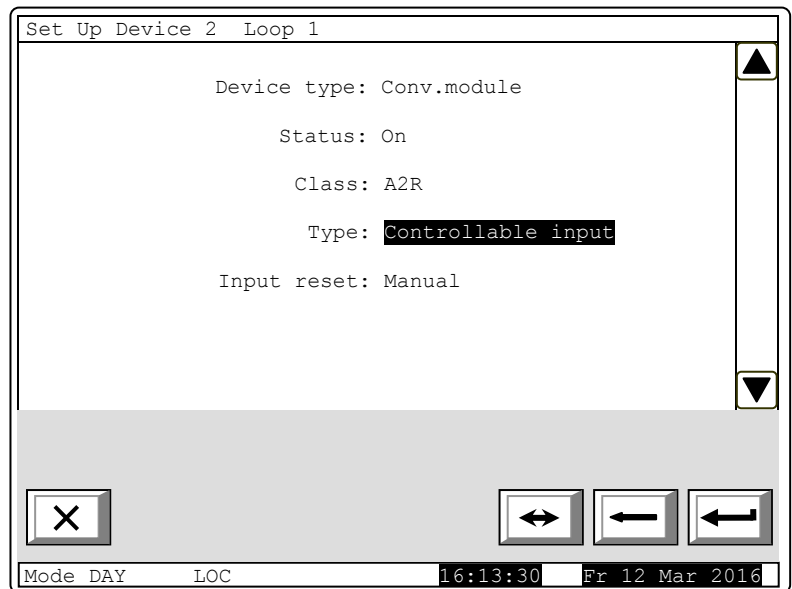 Set Up Device 2  Loop 1
Device type: Conv.module
Status: On
Class: A2R
Type: Controllable input
Input reset: Manual
Mode DAY LOC 16:13:30 Fr 12 Mar 2016